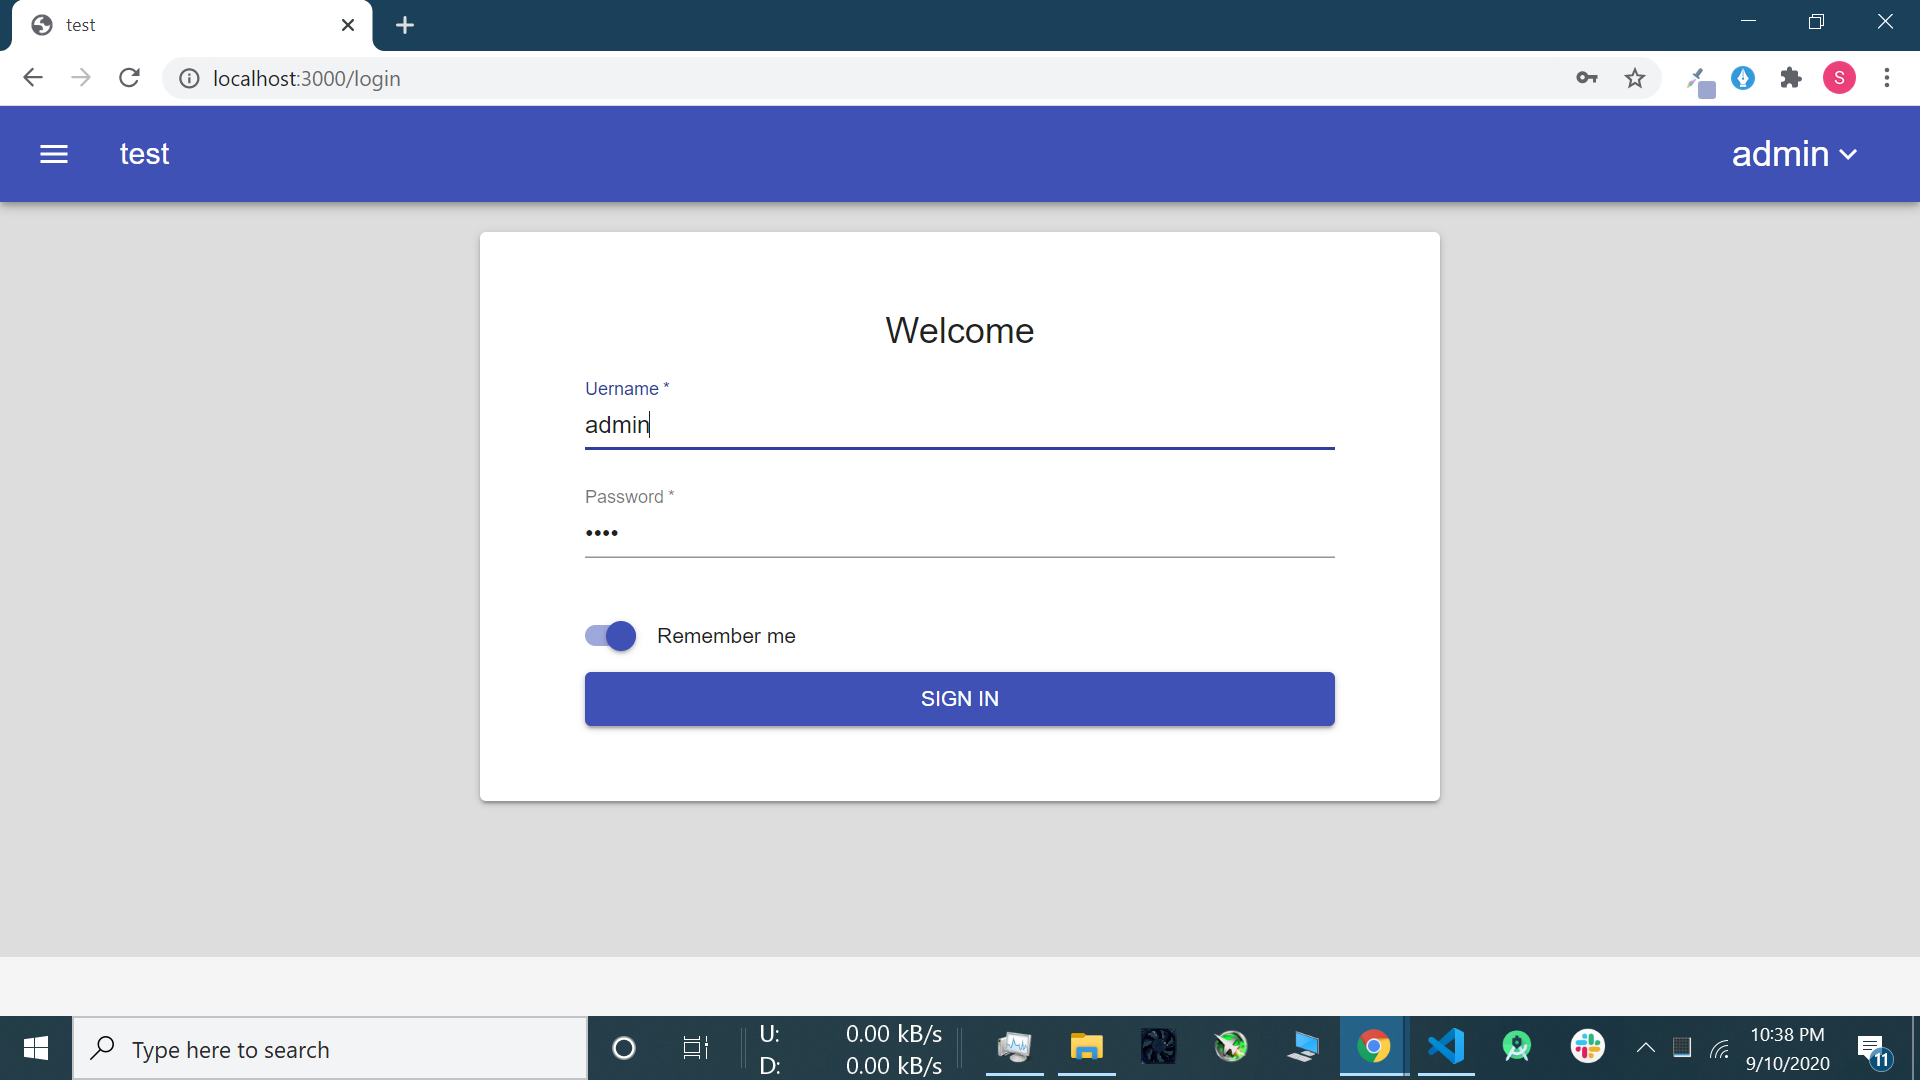 test
localhost:3000/login
S
test
admin
Welcome
Uername *
admin
Password *
••••
Remember me
SIGN IN
Type here to search
U: 0.00 kB/s
D: 0.00 kB/s
10:38 PM
9/10/2020
11